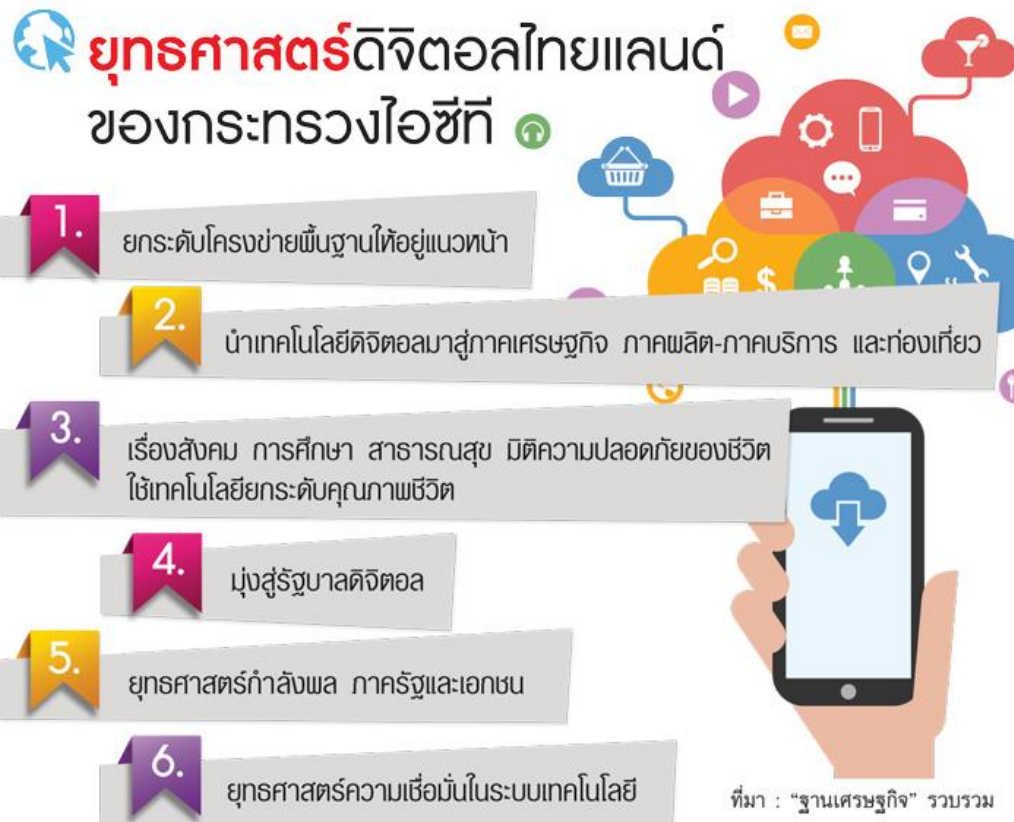 ยุทธศาสตร์ดิจิตอลไทยแลนด์
ของกระทรวงไอซีที
1.
ยกระดับโครงข่ายพื้นฐานให้อยู่แนวหน้า
2.
นำเทคโนโลยีดิจิตอลมาสู่ภาคเศรษฐกิจ ภาคผลิต-ภาคบริการ และท่องเที่ยว
3.
เรื่องสังคม การศึกษา สาธารณสุข มิติความปลอดภัยของชีวิต
ใช้เทคโนโลยียกระดับคุณภาพชีวิต
4.
มุ่งสู่รัฐบาลดิจิตอล
5.
ยุทธศาสตร์กำลังพล ภาครัฐและเอกชน
6.
ยุทธศาสตร์ความเชื่อมั่นในระบบเทคโนโลยี
ที่มา : “ฐานเศรษฐกิจ” รวบรวม